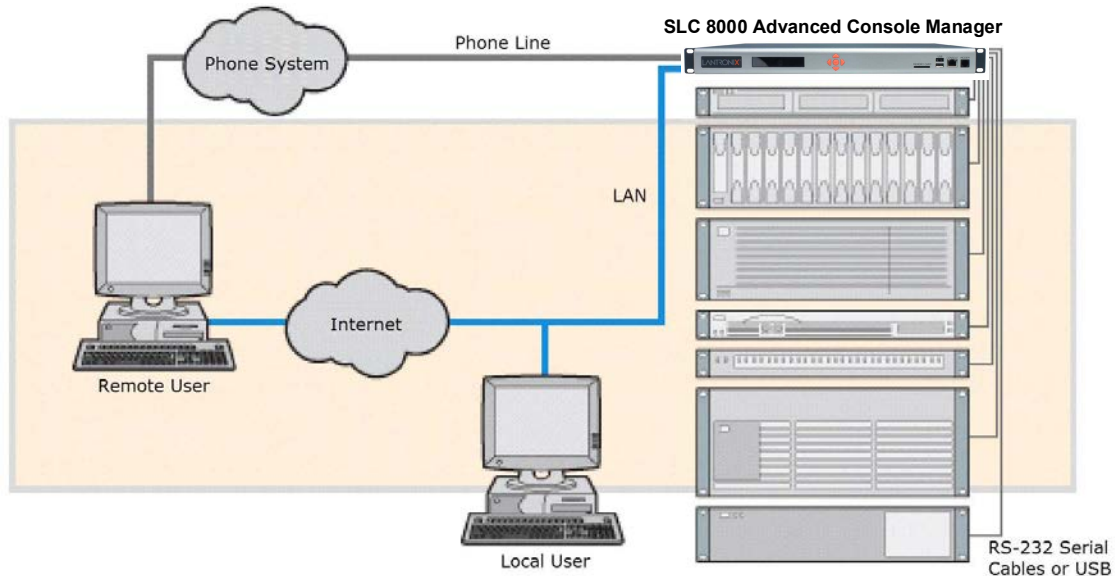 SLC 8000 Advanced Console Manager
Phone Line
Phone System
LANTRONIX
LAN
Internet
Remote User
Local User
RS-232 Serial
Cables or USB